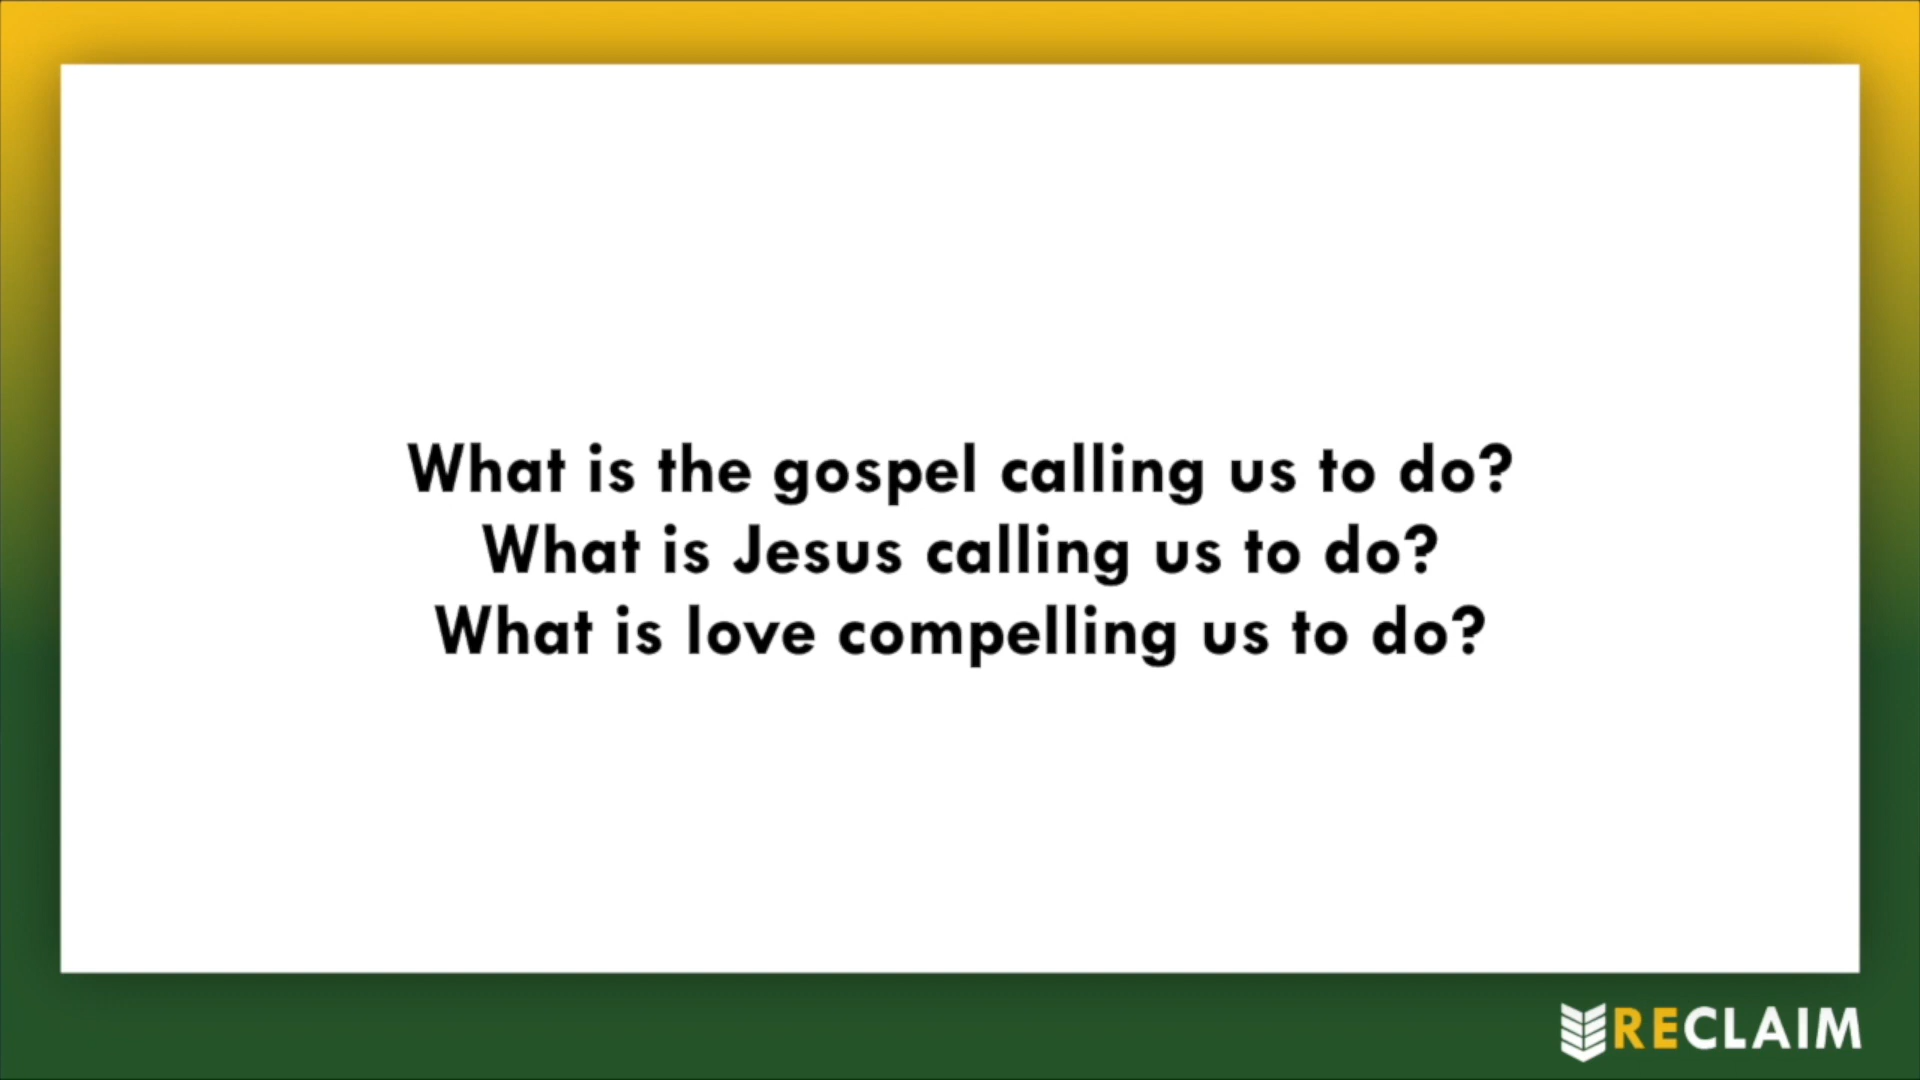 What is the gospel calling us to do?
What is Jesus calling us to do?
What is love compelling us to do?
RECLAIM